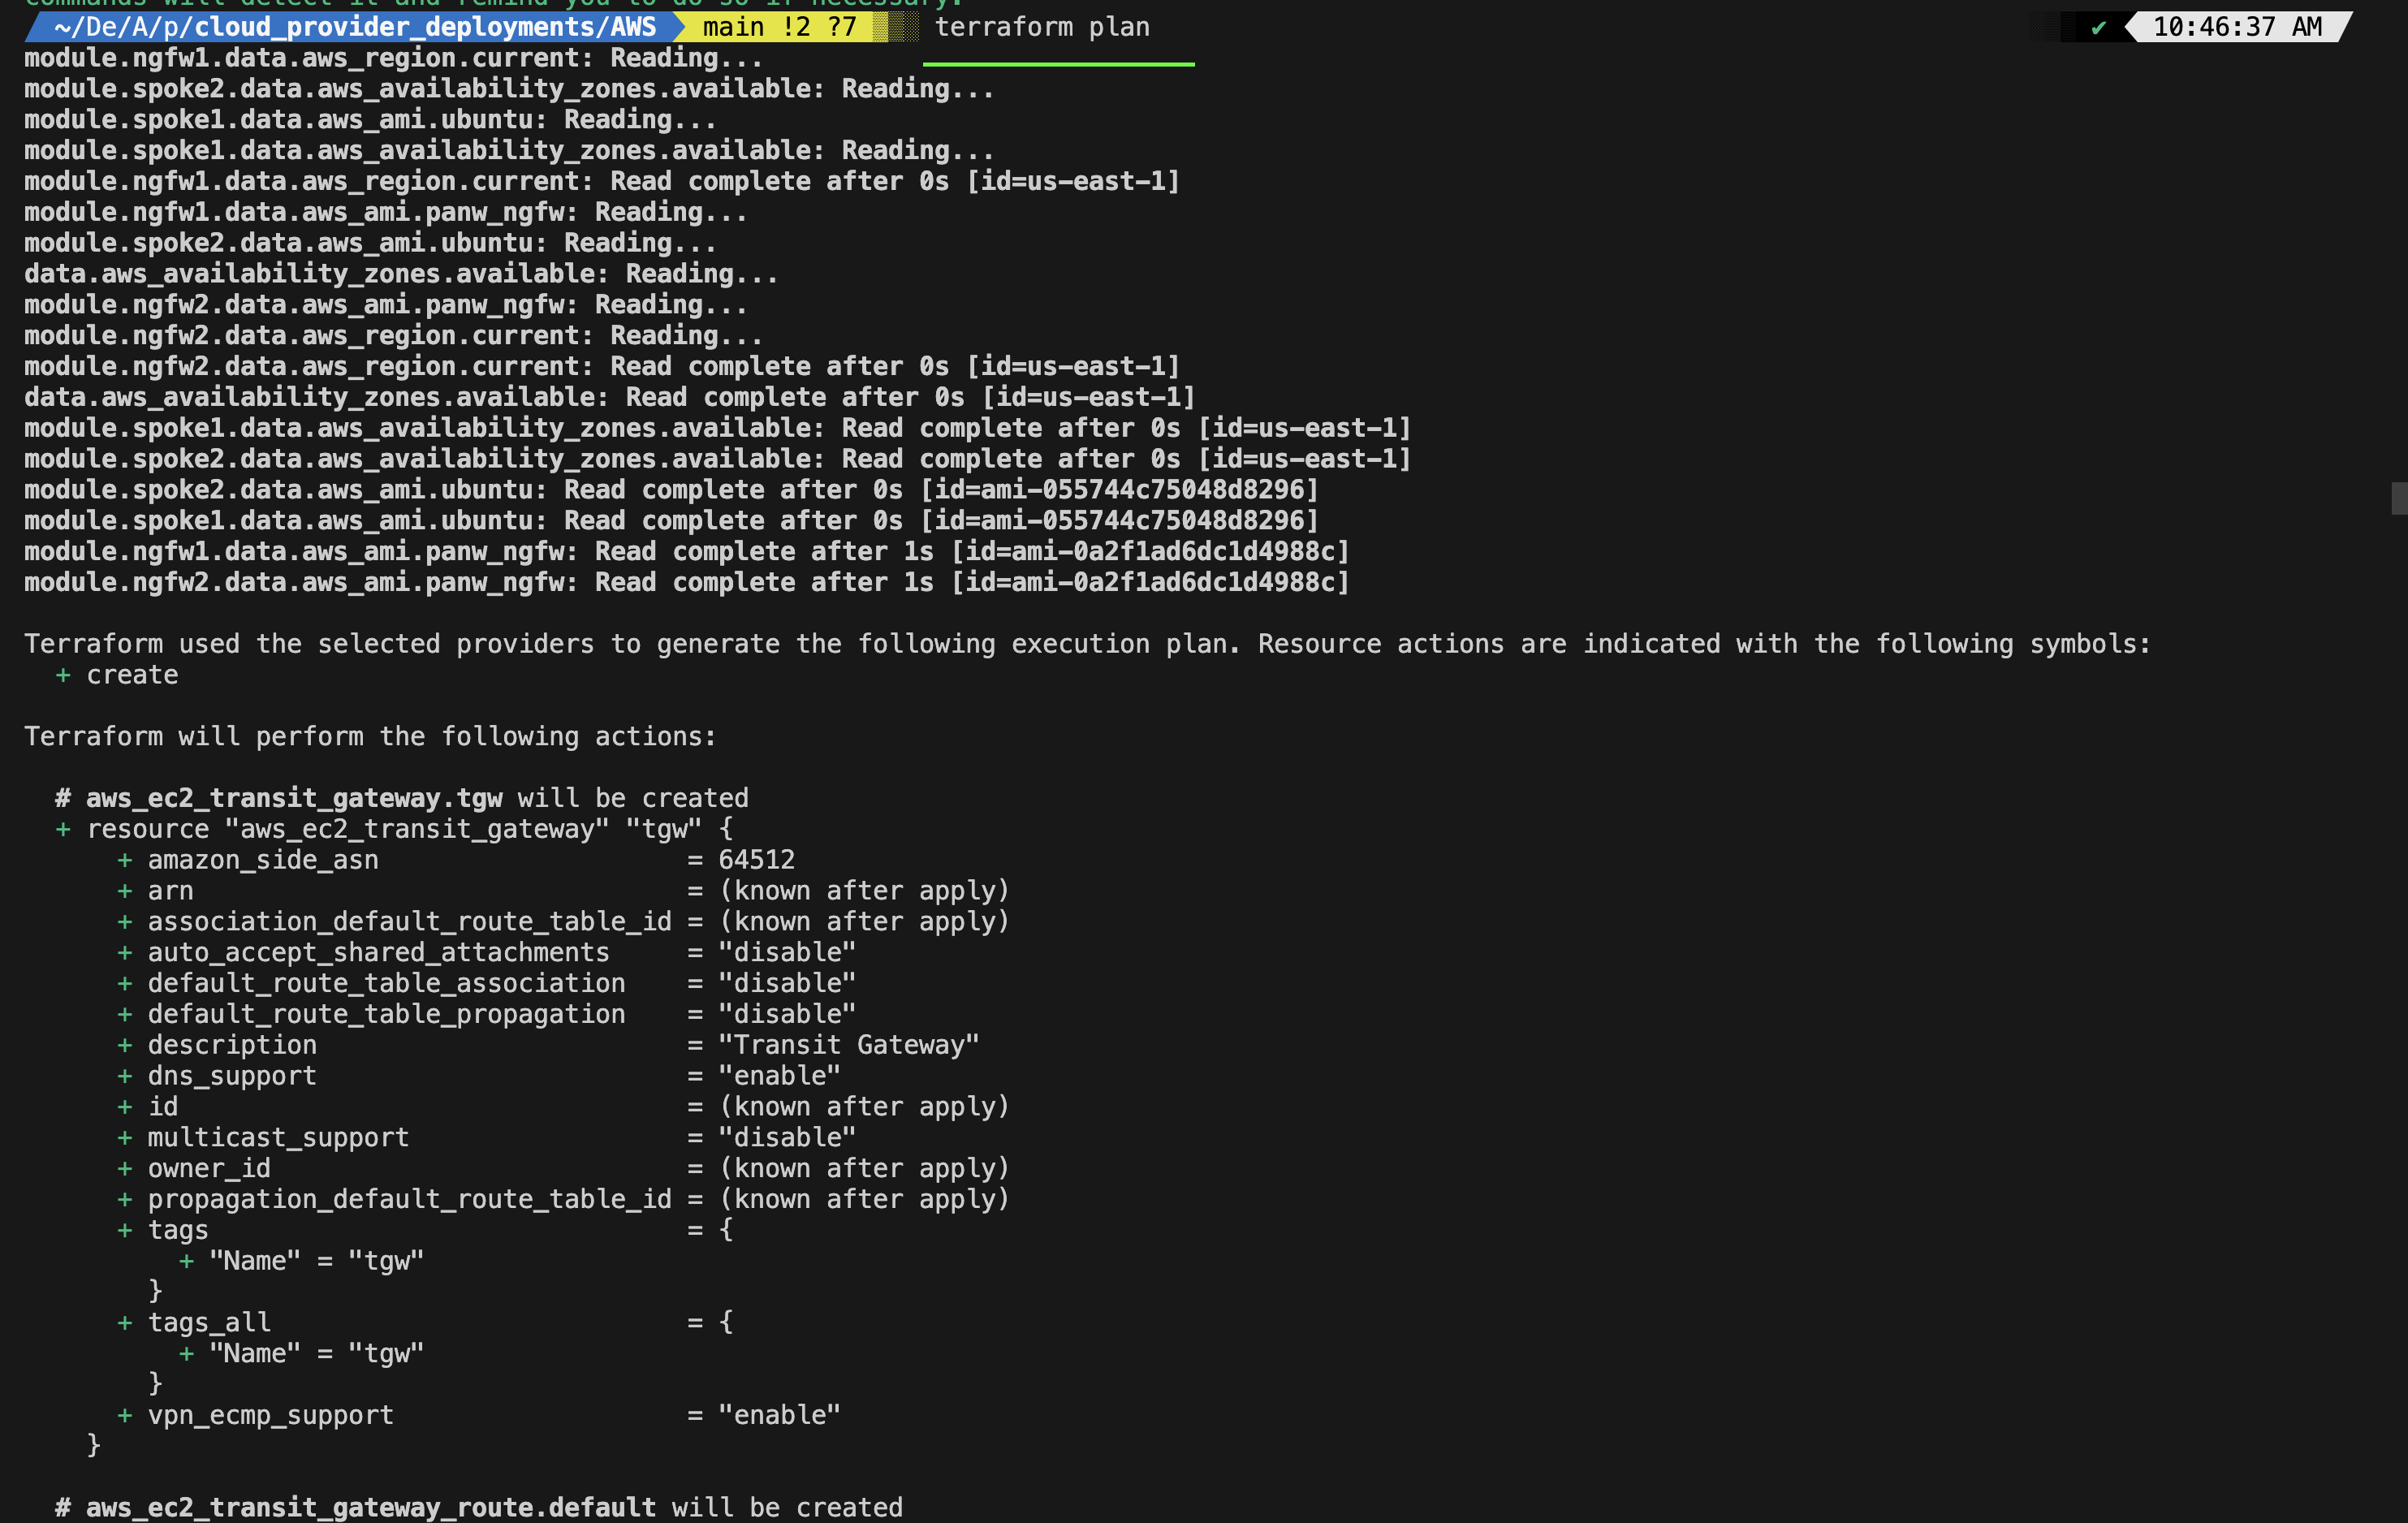 commands will detect it and remind you to do so if necessary.
~/De/A/p/cloud_provider_deployments/AWS main !2 ?7 terraform plan ✔ 10:46:37 AM
module.ngfw1.data.aws_region.current: Reading...
module.spoke2.data.aws_availability_zones.available: Reading...
module.spoke1.data.aws_ami.ubuntu: Reading...
module.spoke1.data.aws_availability_zones.available: Reading...
module.ngfw1.data.aws_region.current: Read complete after 0s [id=us-east-1]
module.ngfw1.data.aws_ami.panw_ngfw: Reading...
module.spoke2.data.aws_ami.ubuntu: Reading...
data.aws_availability_zones.available: Reading...
module.ngfw2.data.aws_ami.panw_ngfw: Reading...
module.ngfw2.data.aws_region.current: Reading...
module.ngfw2.data.aws_region.current: Read complete after 0s [id=us-east-1]
data.aws_availability_zones.available: Read complete after 0s [id=us-east-1]
module.spoke1.data.aws_availability_zones.available: Read complete after 0s [id=us-east-1]
module.spoke2.data.aws_availability_zones.available: Read complete after 0s [id=us-east-1]
module.spoke2.data.aws_ami.ubuntu: Read complete after 0s [id=ami-055744c75048d8296]
module.spoke1.data.aws_ami.ubuntu: Read complete after 0s [id=ami-055744c75048d8296]
module.ngfw1.data.aws_ami.panw_ngfw: Read complete after 1s [id=ami-0a2f1ad6dc1d4988c]
module.ngfw2.data.aws_ami.panw_ngfw: Read complete after 1s [id=ami-0a2f1ad6dc1d4988c]
Terraform used the selected providers to generate the following execution plan. Resource actions are indicated with the following symbols:
+ create
Terraform will perform the following actions:
# aws_ec2_transit_gateway.tgw will be created
+ resource "aws_ec2_transit_gateway" "tgw" {
+ amazon_side_asn = 64512
+ arn = (known after apply)
+ association_default_route_table_id = (known after apply)
+ auto_accept_shared_attachments = "disable"
+ default_route_table_association = "disable"
+ default_route_table_propagation = "disable"
+ description = "Transit Gateway"
+ dns_support = "enable"
+ id = (known after apply)
+ multicast_support = "disable"
+ owner_id = (known after apply)
+ propagation_default_route_table_id = (known after apply)
+ tags = {
+ "Name" = "tgw"
}
+ tags_all = {
+ "Name" = "tgw"
}
+ vpn_ecmp_support = "enable"
}
# aws_ec2_transit_gateway_route.default will be created